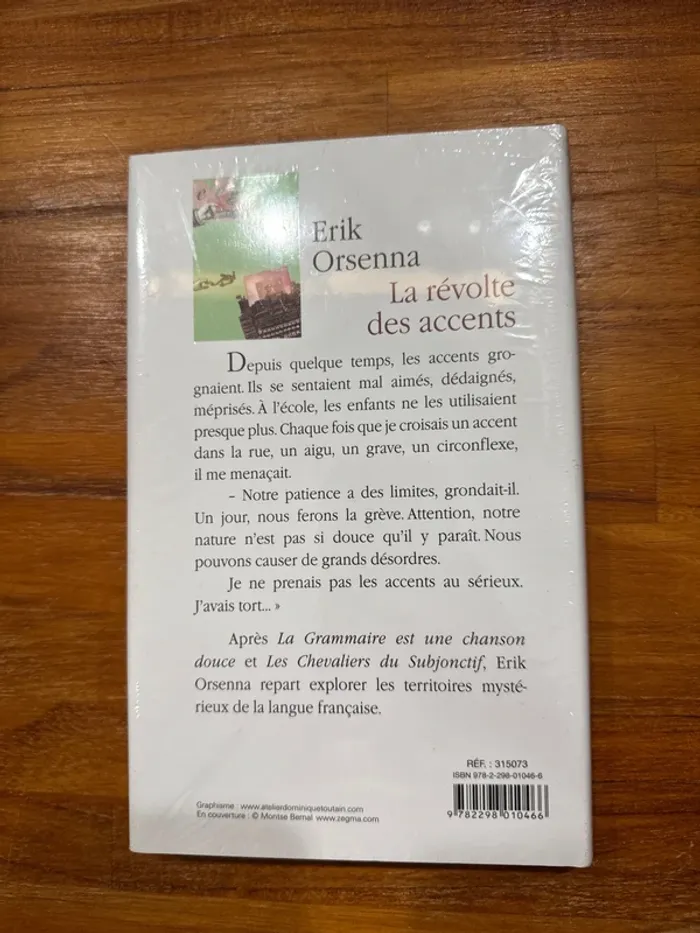 Erik
Orsenna
La révolte
des accents
Depuis quelque temps, les accents gro-
gnaient. Ils se sentaient mal aimés, dédaignés,
méprisés. À l'école, les enfants ne les utilisaient
presque plus. Chaque fois que je croisais un accent
dans la rue, un aigu, un grave, un circonflexe,
il me menaçait.
– Notre patience a des limites, grondait-il.
Un jour, nous ferons la grève. Attention, notre
nature n'est pas si douce qu'il y paraît. Nous
pouvons causer de grands désordres.
Je ne prenais pas les accents au sérieux.
J'avais tort... »
Après La Grammaire est une chanson
douce et Les Chevaliers du Subjonctif, Erik
Orsenna repart explorer les territoires mysté-
rieux de la langue française.
RÉF. : 315073
ISBN 978-2-298-01046-6
9 782298 010466
Graphisme : www.atelierdominiquetoutain.com
En couverture : © Montse Bernal www.zegma.com